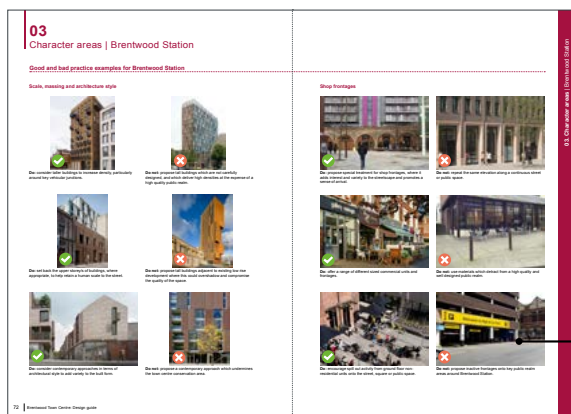 03
Character areas | Brentwood Station
Good and bad practice examples for Brentwood Station
Scale, massing and architecture style
Do: consider taller buildings to increase density, particularly
around key vehicular junctions.
Do not: propose tall buildings which are not carefully
designed, and which deliver high densities at the expense of a
high quality public realm.
Do: set back the upper storeys of buildings, where
appropriate, to help retain a human scale to the street.
Do not: propose tall buildings adjacent to existing low rise
development where this could overshadow and compromise
the quality of the space.
Do: consider contemporary approaches in terms of
architectural style to add variety to the built form.
Do not: propose a contemporary approach which undermines
the town centre conservation area
Shop frontages
Do: propose special treatment for shop frontages, where it
adds interest and variety to the streetscape and promotes a
sense of arrival.
Do not: repeat the same elevation along a continuous street
or public space.
Do: offer a range of different sized commercial units and
frontages.
Do not: use materials which detract from a high quality and
well designed public realm.
Do: encourage spill out activity from ground floor non-
residential units onto the street, square or public space.
Do not: propose inactive frontages onto key public realm
areas around Brentwood Station.
03. Character areas | Brentwood Station
72 | Brentwood Town Centre Design guide